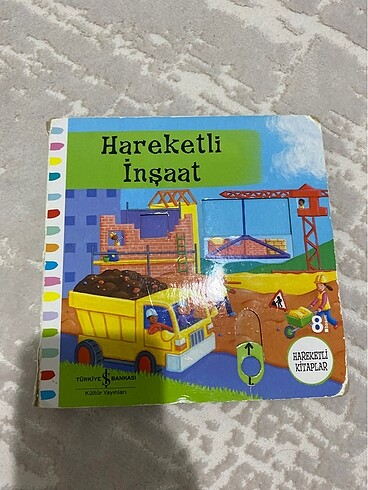 Hareketli
İnşaat
8.
HAREKETLİ
KİTAPLAR
TÜRKİYE İŞ BANKASI
Kültür Yayınları